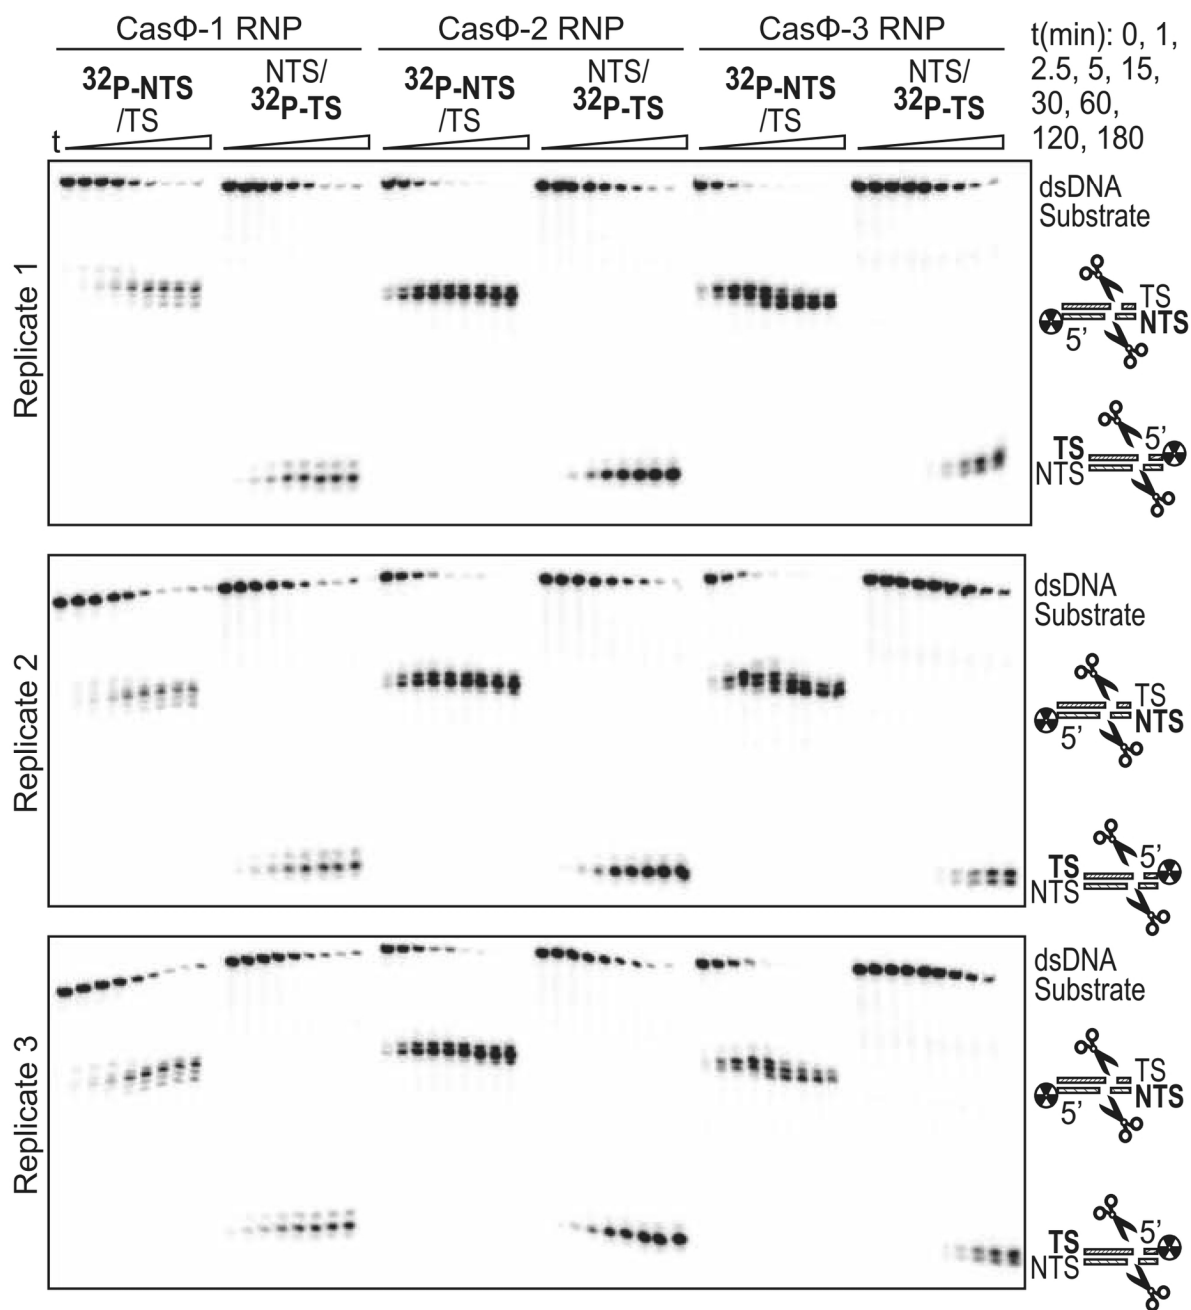 CasΦ-1 RNP
CasΦ-2 RNP
CasΦ-3 RNP
t(min): 0, 1,
2.5, 5, 15,
30, 60,
120, 180
32P-NTS
/TS
NTS/
32P-TS
32P-NTS
/TS
NTS/
32P-TS
32P-NTS
/TS
NTS/
32P-TS
t
Replicate 1
dsDNA
Substrate
TS
NTS
5’
5’
TS
NTS
Replicate 2
dsDNA
Substrate
TS
NTS
5’
5’
TS
NTS
Replicate 3
dsDNA
Substrate
TS
NTS
5’
5’
TS
NTS